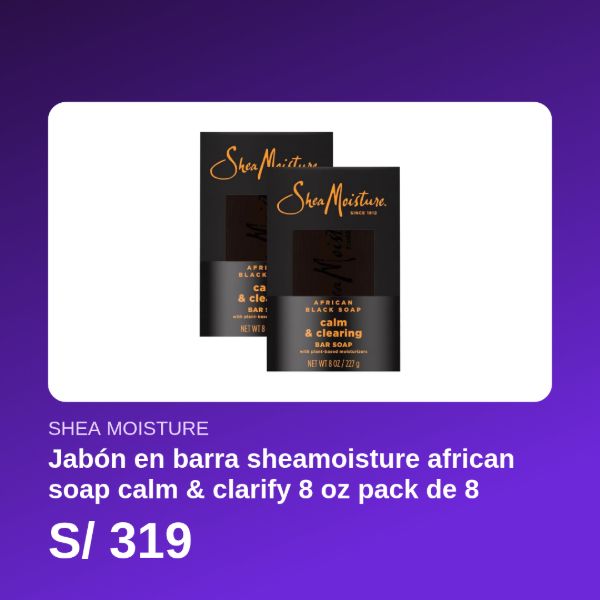 SheaMoisture
SheaMoisture.
SINCE 1912
AFRICAN
BLACK SOAP
calm
& clearing
BAR SOAP
with plant-based moisturizers
NET WT 8 OZ / 227 g
SHEA MOISTURE
Jabón en barra sheamoisture african
soap calm & clarify 8 oz pack de 8
S/ 319